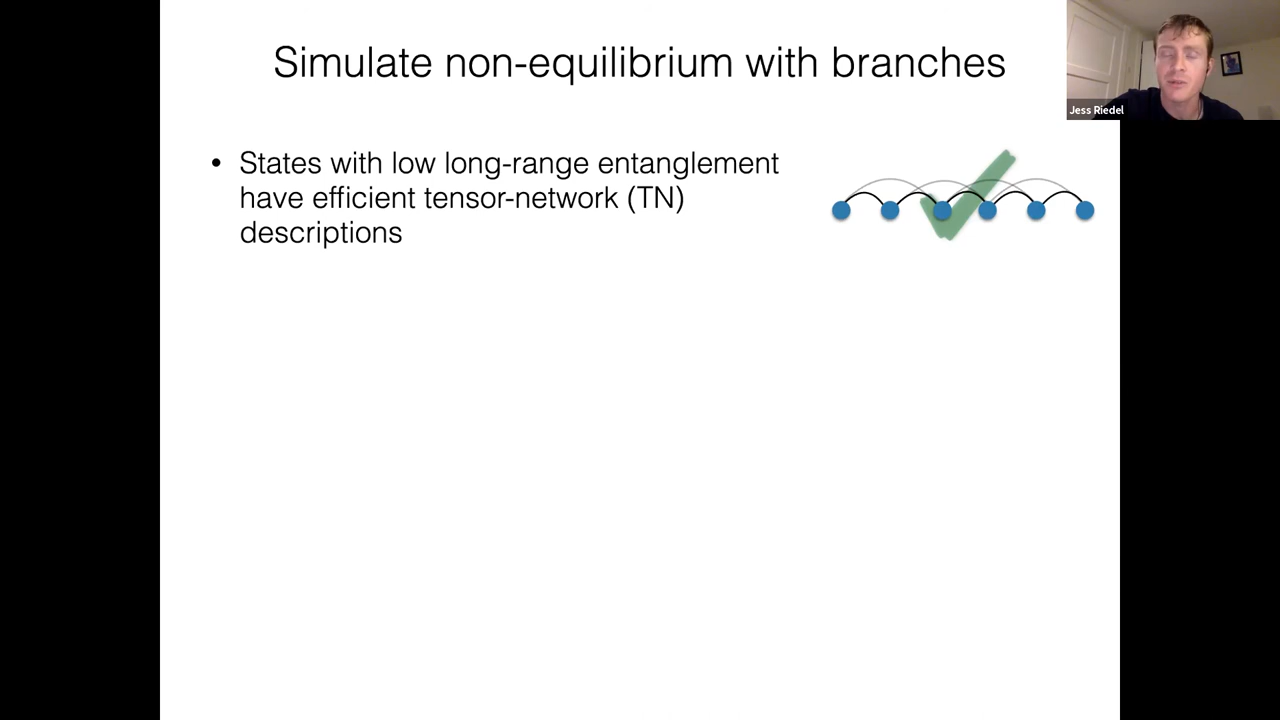 Simulate non-equilibrium with branches
Jess Riedel
• States with low long-range entanglement
have efficient tensor-network (TN)
descriptions